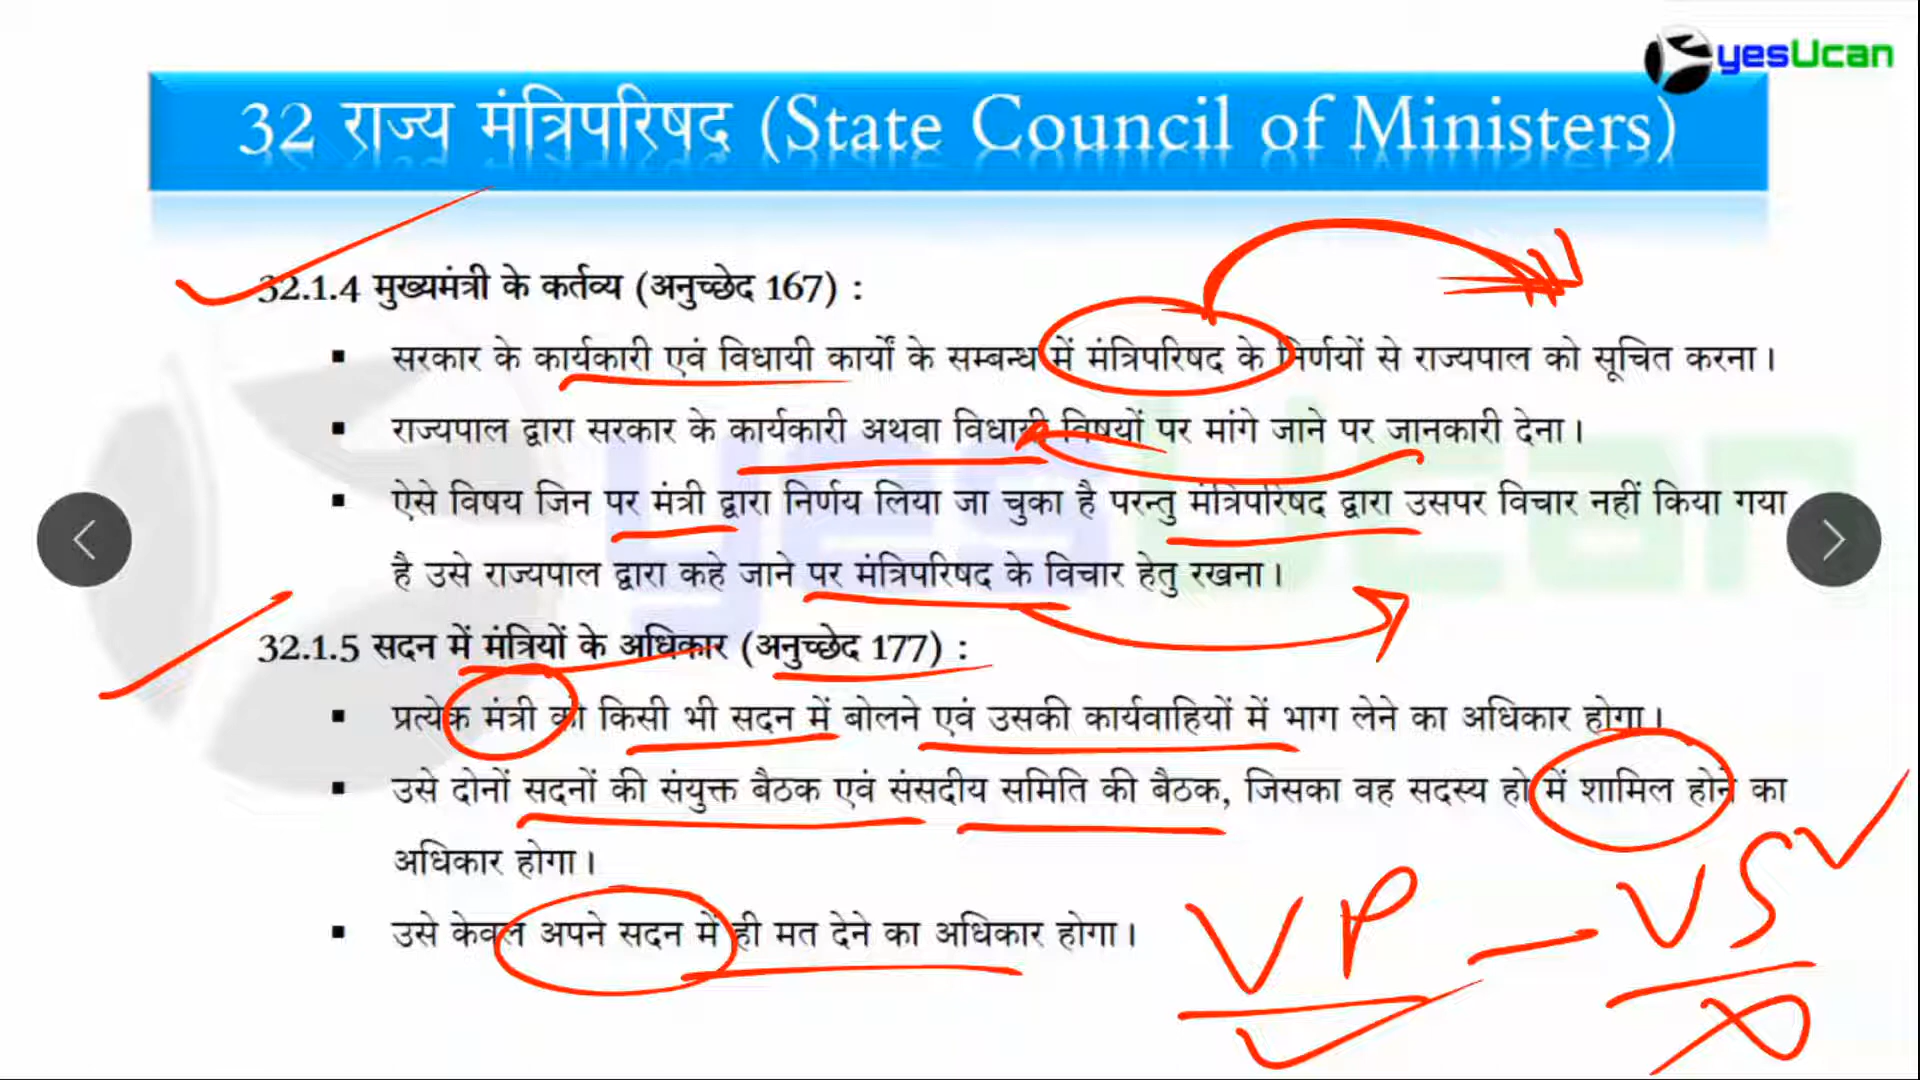 yesUcan
32 राज्य मंत्रिपरिषद (State Council of Ministers)
32.1.4 मुख्यमंत्री के कर्तव्य (अनुच्छेद 167) :
▪ सरकार के कार्यकारी एवं विधायी कार्यों के सम्बन्ध में मंत्रिपरिषद के निर्णयों से राज्यपाल को सूचित करना।
▪ राज्यपाल द्वारा सरकार के कार्यकारी अथवा विधायी विषयों पर मांगे जाने पर जानकारी देना।
▪ ऐसे विषय जिन पर मंत्री द्वारा निर्णय लिया जा चुका है परन्तु मंत्रिपरिषद द्वारा उसपर विचार नहीं किया गया
है उसे राज्यपाल द्वारा कहे जाने पर मंत्रिपरिषद के विचार हेतु रखना।
32.1.5 सदन में मंत्रियों के अधिकार (अनुच्छेद 177) :
▪ प्रत्येक मंत्री को किसी भी सदन में बोलने एवं उसकी कार्यवाहियों में भाग लेने का अधिकार होगा।
▪ उसे दोनों सदनों की संयुक्त बैठक एवं संसदीय समिति की बैठक, जिसका वह सदस्य हो में शामिल होने का
अधिकार होगा।
▪ उसे केवल अपने सदन में ही मत देने का अधिकार होगा।
VP - VS